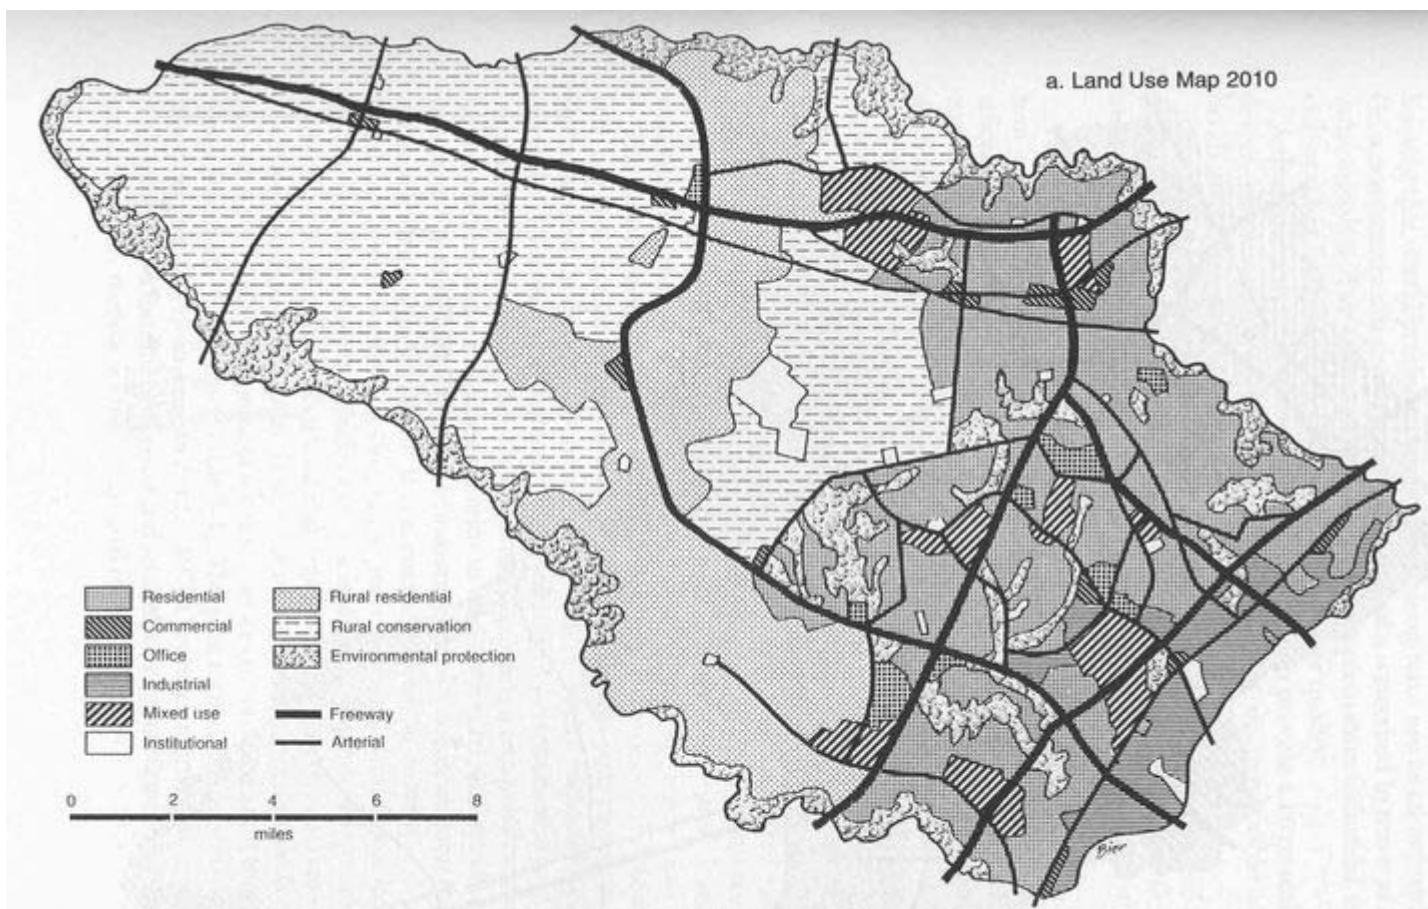 a. Land Use Map 2010
Residential
Commercial
Office
Industrial
Mixed use
Institutional
Rural residential
Rural conservation
Environmental protection
Freeway
Arterial
0 2 4 6 8
miles
Bier